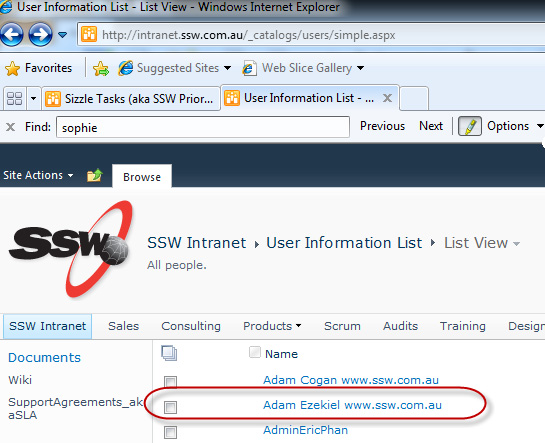 User Information List - List View - Windows Internet Explorer
http://intranet.ssw.com.au/_catalogs/users/simple.aspx
Favorites Suggested Sites Web Slice Gallery
Sizzle Tasks (aka SSW Prior... User Information List - ...
x Find: sophie Previous Next Options
Site Actions Browse
SSW
SSW Intranet User Information List List View
All people.
SSW Intranet Sales Consulting Products Scrum Audits Training Design
Documents
Name
Wiki
Adam Cogan www.ssw.com.au
SupportAgreements_ak
aSLA
Adam Ezekiel www.ssw.com.au
AdminEricPhan